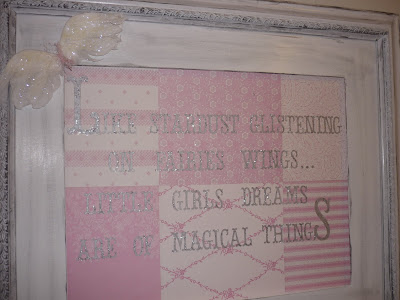 LIKE STARDUST GLISTENING
ON FAIRIES WINGS...
LITTLE GIRLS DREAMS
ARE OF MAGICAL THINGS